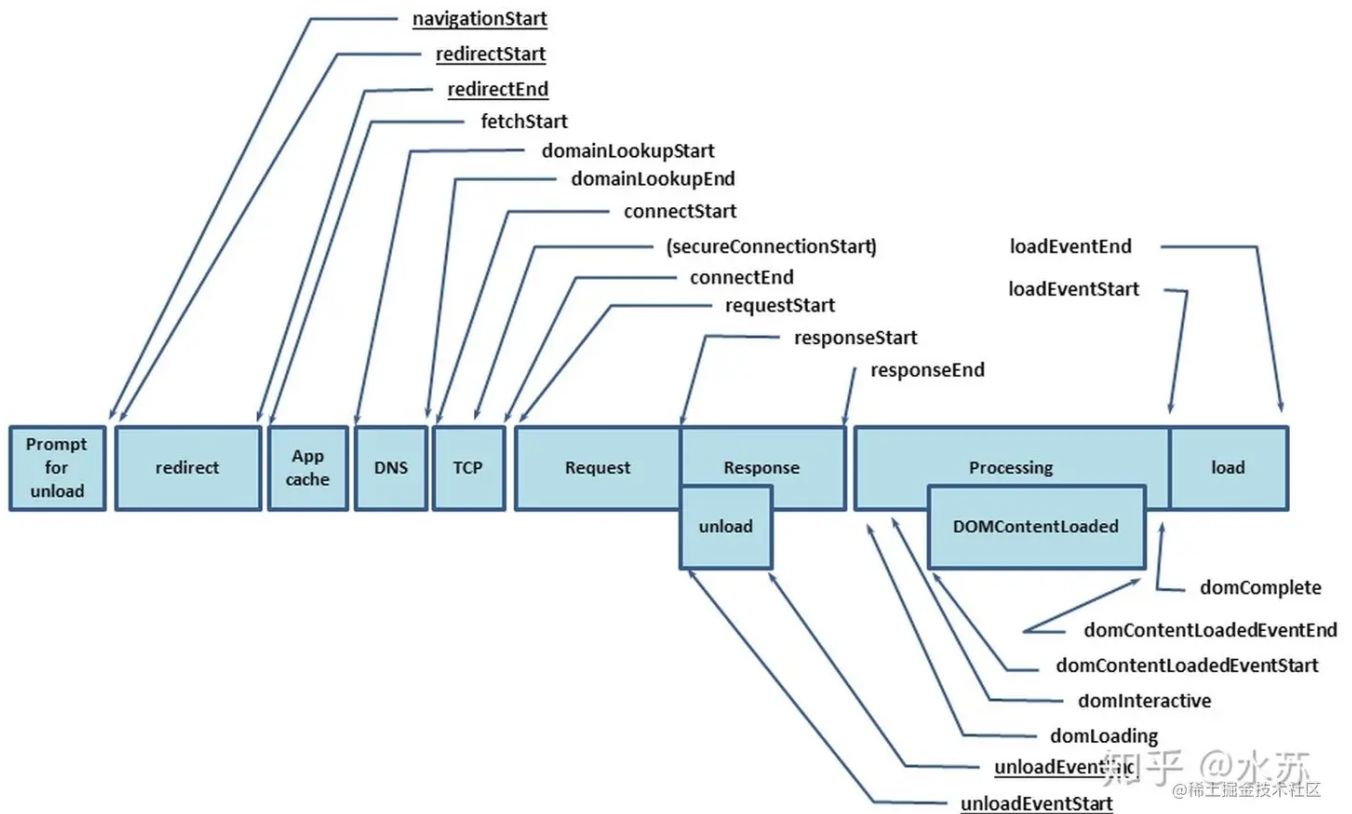 navigationStart
redirectStart
redirectEnd
fetchStart
domainLookupStart
domainLookupEnd
connectStart
(secureConnectionStart)
connectEnd
requestStart
responseStart
responseEnd
loadEventEnd
loadEventStart
Prompt
for
unload
redirect
App
cache
DNS
TCP
Request
Response
unload
Processing
DOMContentLoaded
load
domComplete
domContentLoadedEventEnd
domContentLoadedEventStart
domInteractive
domLoading
unloadEventStart
知乎 @水苏
@稀土掘金技术社区